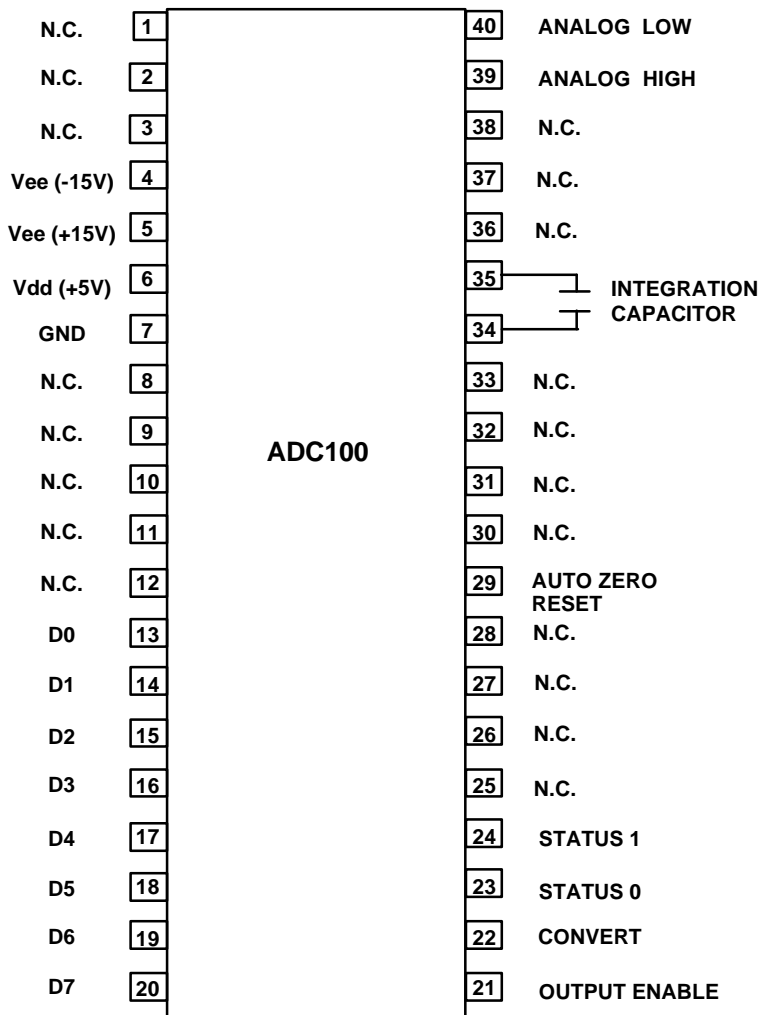 N.C. 1 40 ANALOG LOW
N.C. 2 39 ANALOG HIGH
N.C. 3 38 N.C.
Vee (-15V) 4 37 N.C.
Vee (+15V) 5 36 N.C.
Vdd (+5V) 6 35 INTEGRATION
GND 7 34 CAPACITOR
N.C. 8 33 N.C.
N.C. 9 32 N.C.
ADC100
N.C. 10 31 N.C.
N.C. 11 30 N.C.
N.C. 12 29 AUTO ZERO
RESET
D0 13 28 N.C.
D1 14 27 N.C.
D2 15 26 N.C.
D3 16 25 N.C.
D4 17 24 STATUS 1
D5 18 23 STATUS 0
D6 19 22 CONVERT
D7 20 21 OUTPUT ENABLE